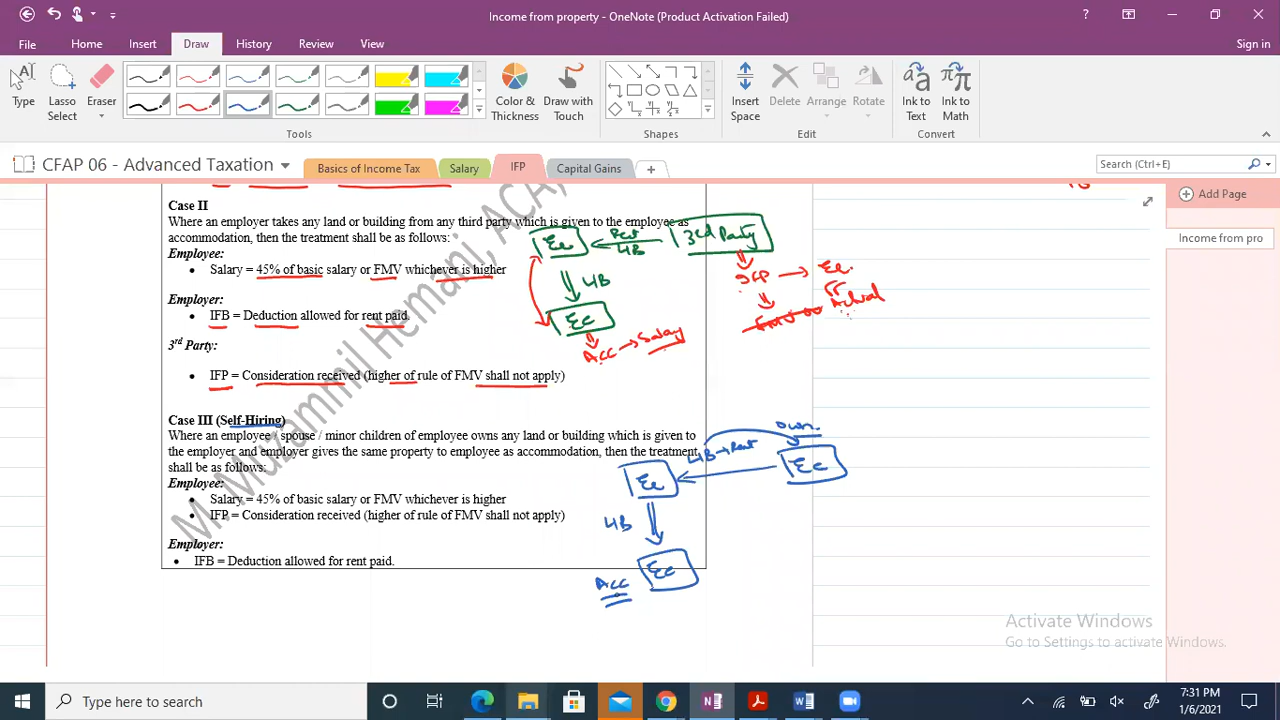 Income from property - OneNote (Product Activation Failed)
? 
Sign in
File Home Insert Draw History Review View
Type
Lasso Select
Eraser
Color & Thickness
Draw with Touch
Insert Space
Delete
Arrange
Rotate
Ink to Text
Ink to Math
Tools
Shapes
Edit
Convert
CFAP 06 - Advanced Taxation
Basics of Income Tax
Salary
IFP
Capital Gains
Search (Ctrl+E)
Add Page
Income from pro
M. Muzammil Hemani, ACA,
Case II
Where an employer takes any land or building from any third party which is given to the employee as
accommodation, then the treatment shall be as follows:
Employee:
• Salary = 45% of basic salary or FMV whichever is higher
Employer:
• IFB = Deduction allowed for rent paid.
3rd Party:
• IFP = Consideration received (higher of rule of FMV shall not apply)
3rd Party
Rent
LB
LB
Acc → Salary
Actual
Case III (Self-Hiring)
Where an employee / spouse / minor children of employee owns any land or building which is given to
the employer and employer gives the same property to employee as accommodation, then the treatment
shall be as follows:
Employee:
• Salary = 45% of basic salary or FMV whichever is higher
• IFP = Consideration received (higher of rule of FMV shall not apply)
Employer:
• IFB = Deduction allowed for rent paid.
own.
LB → Rent
LB
Acc
Activate Windows
Go to Settings to activate Windows.
Type here to search
7:31 PM
1/6/2021